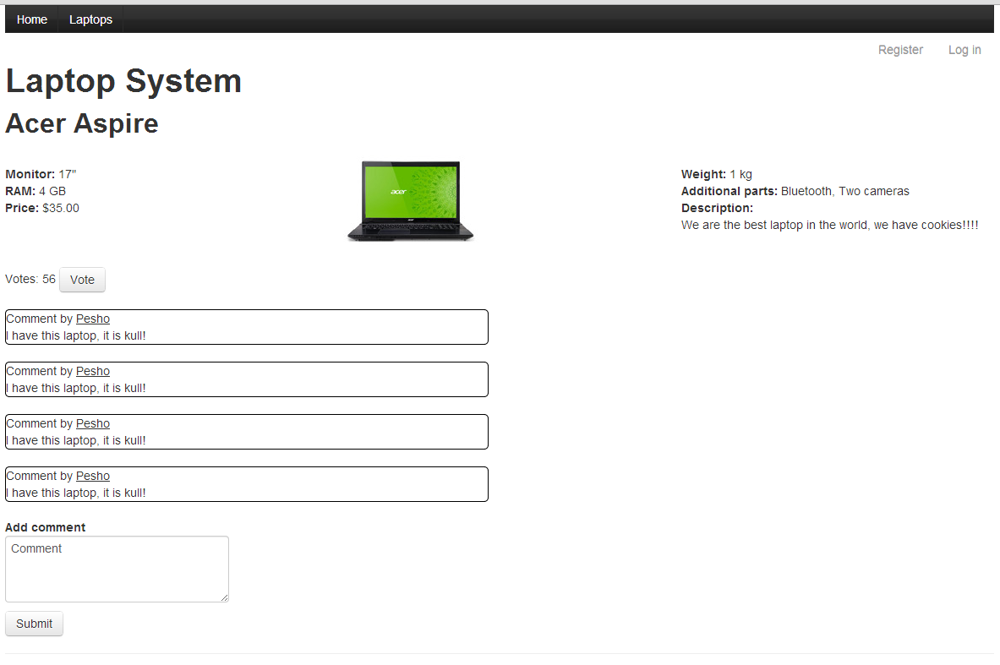 Home Laptops
Register Log in
Laptop System
Acer Aspire
Monitor: 17"
RAM: 4 GB
Price: $35.00
acer
Weight: 1 kg
Additional parts: Bluetooth, Two cameras
Description:
We are the best laptop in the world, we have cookies!!!!
Votes: 56 Vote
Comment by Pesho
I have this laptop, it is kull!
Comment by Pesho
I have this laptop, it is kull!
Comment by Pesho
I have this laptop, it is kull!
Comment by Pesho
I have this laptop, it is kull!
Add comment
Comment
Submit